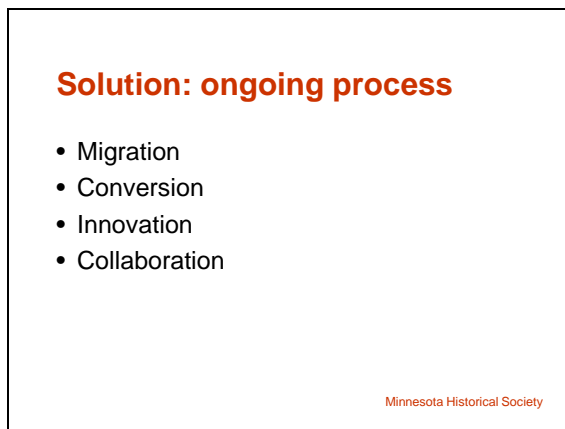 Solution: ongoing process
• Migration
• Conversion
• Innovation
• Collaboration
Minnesota Historical Society